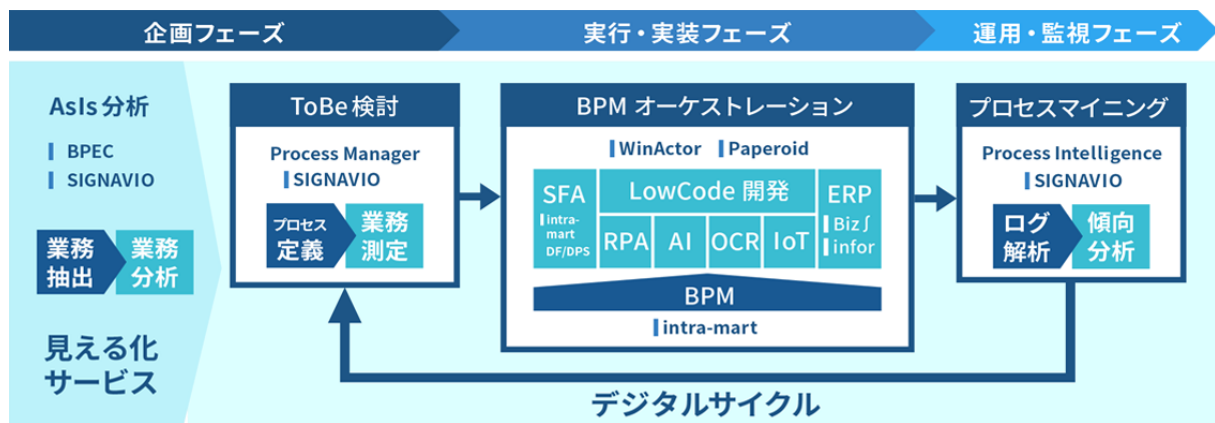 企画フェーズ
実行・実装フェーズ
運用・監視フェーズ
AsIs 分析
BPEC
SIGNAVIO
業務
抽出
業務
分析
見える化
サービス
ToBe 検討
Process Manager
SIGNAVIO
プロセス
定義
業務
測定
BPM オーケストレーション
WinActor
Paperoid
SFA
intra-
mart
DF/DPS
LowCode 開発
RPA
AI
OCR
IoT
ERP
Biz∫
infor
BPM
intra-mart
プロセスマイニング
Process Intelligence
SIGNAVIO
ログ
解析
傾向
分析
デジタルサイクル